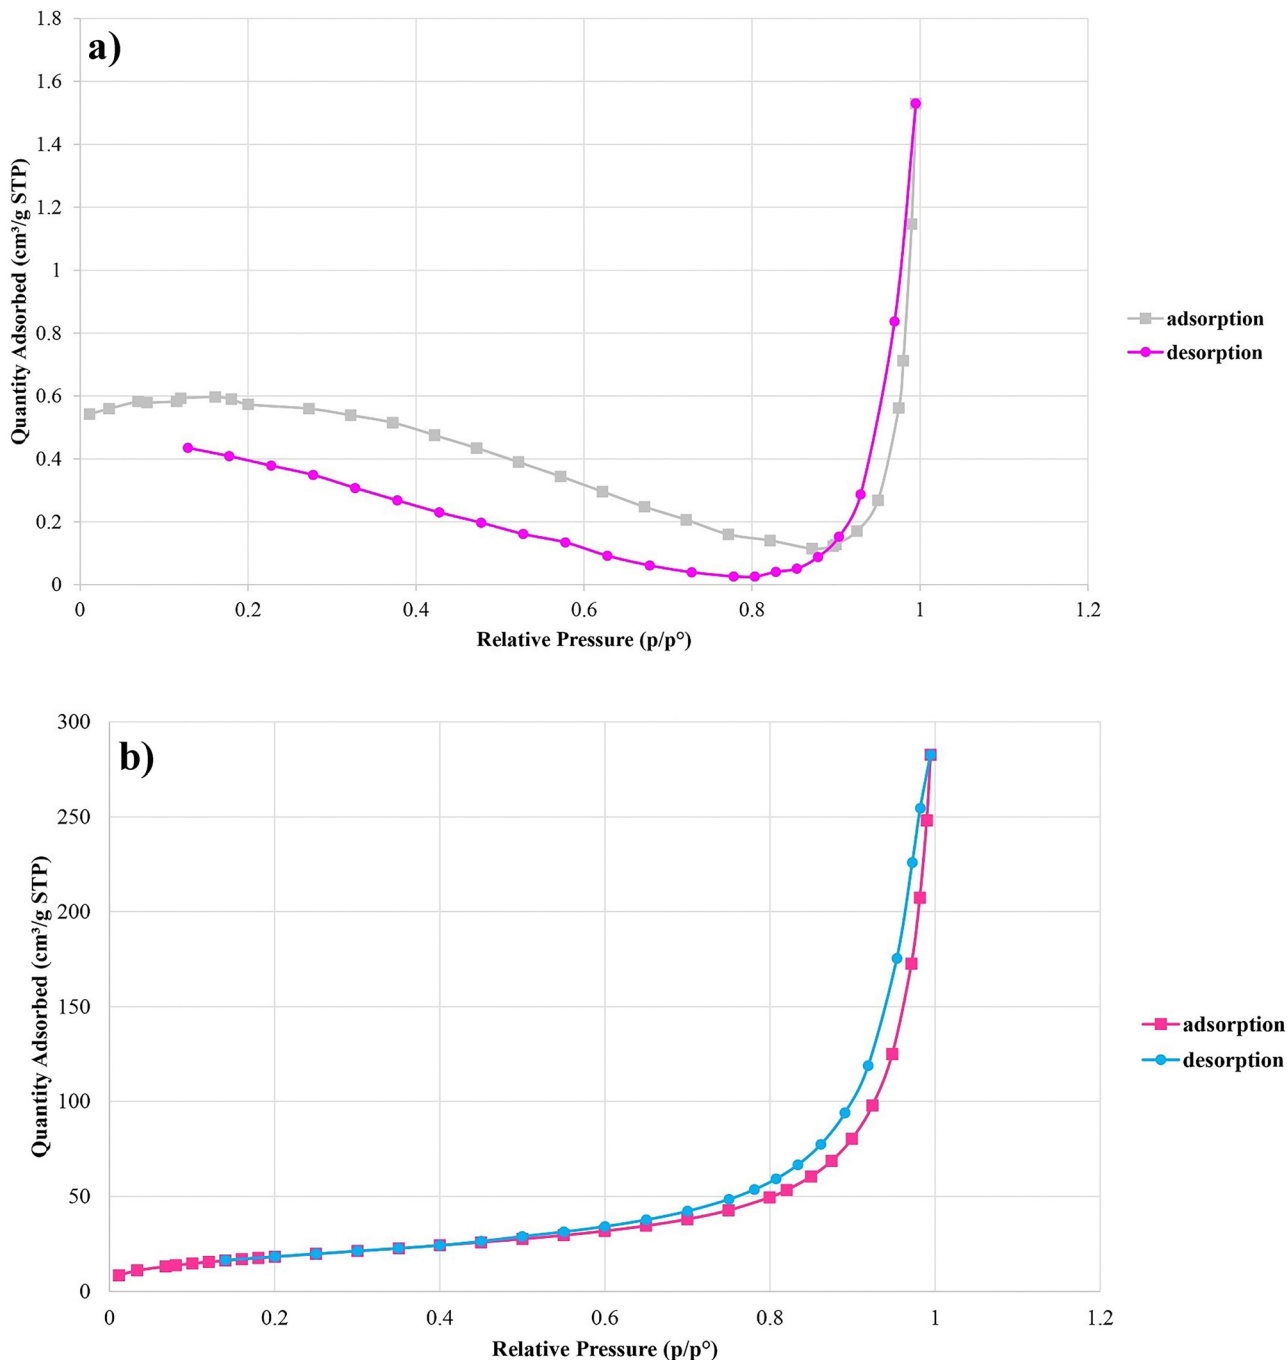 a)
1.8
1.6
1.4
1.2
1
0.8
0.6
0.4
0.2
0
Quantity Adsorbed (cm³/g STP)
0 0.2 0.4 0.6 0.8 1 1.2
Relative Pressure (p/p°)
adsorption
desorption
b)
300
250
200
150
100
50
0
Quantity Adsorbed (cm³/g STP)
0 0.2 0.4 0.6 0.8 1 1.2
Relative Pressure (p/p°)
adsorption
desorption